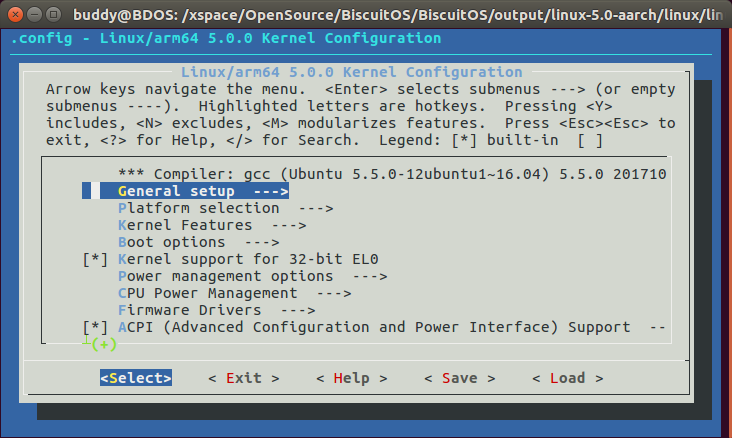 buddy@BDOS: /xspace/OpenSource/BiscuitOS/BiscuitOS/output/linux-5.0-aarch/linux/lin
.config - Linux/arm64 5.0.0 Kernel Configuration
Linux/arm64 5.0.0 Kernel Configuration
Arrow keys navigate the menu.  <Enter> selects submenus ---> (or empty
submenus ----).  Highlighted letters are hotkeys.  Pressing <Y>
includes, <N> excludes, <M> modularizes features.  Press <Esc><Esc> to
exit, <?> for Help, </> for Search.  Legend: [*] built-in  [ ]
*** Compiler: gcc (Ubuntu 5.5.0-12ubuntu1~16.04) 5.5.0 201710
General setup  --->
Platform selection  --->
Kernel Features  --->
Boot options  --->
[*] Kernel support for 32-bit EL0
Power management options  --->
CPU Power Management  --->
Firmware Drivers  --->
[*] ACPI (Advanced Configuration and Power Interface) Support  --
(+)
<Select>    < Exit >    < Help >    < Save >    < Load >